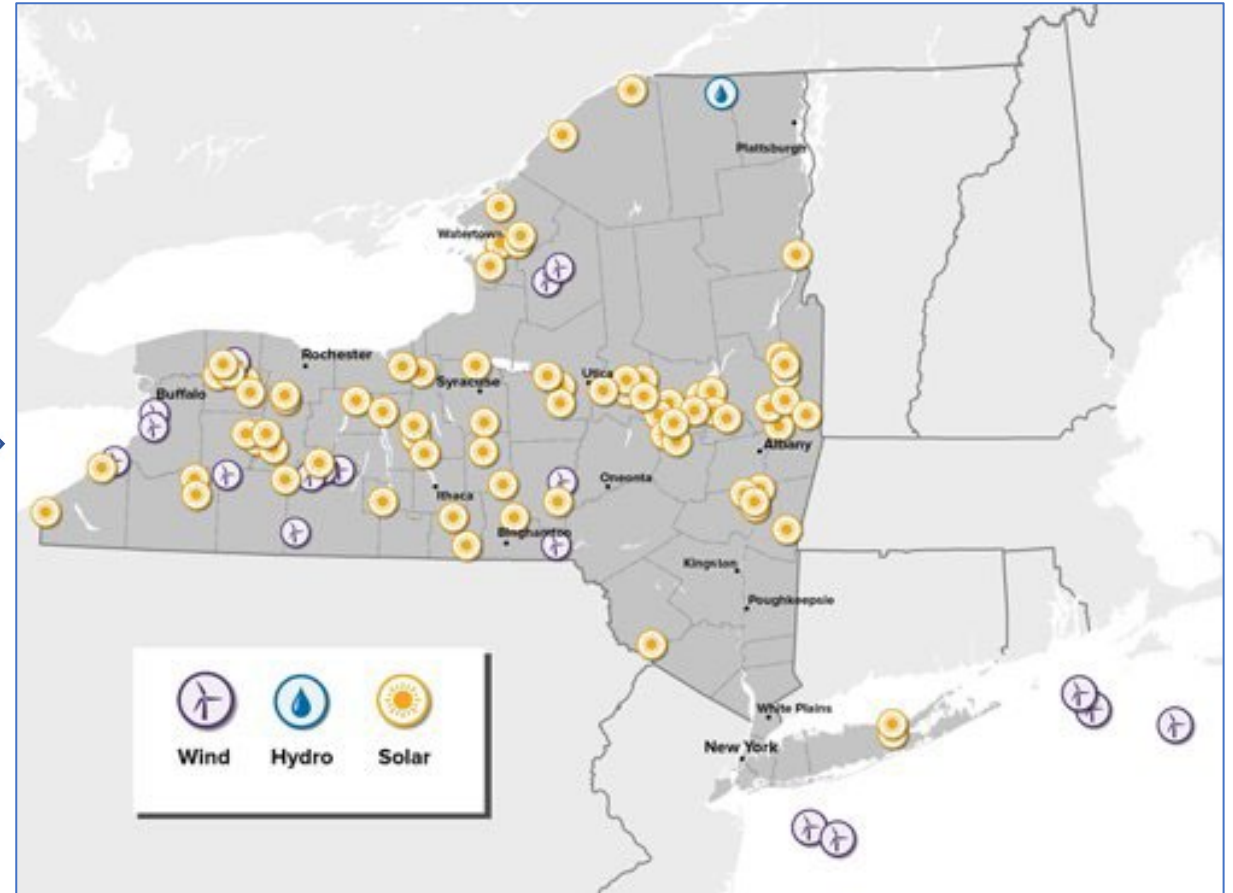 Plattsburgh
Watertown
Rochester
Utica
Syracuse
Buffalo
Albany
Oneonta
Ithaca
Binghamton
Kingston
Poughkeepsie
White Plains
New York
Wind Hydro Solar